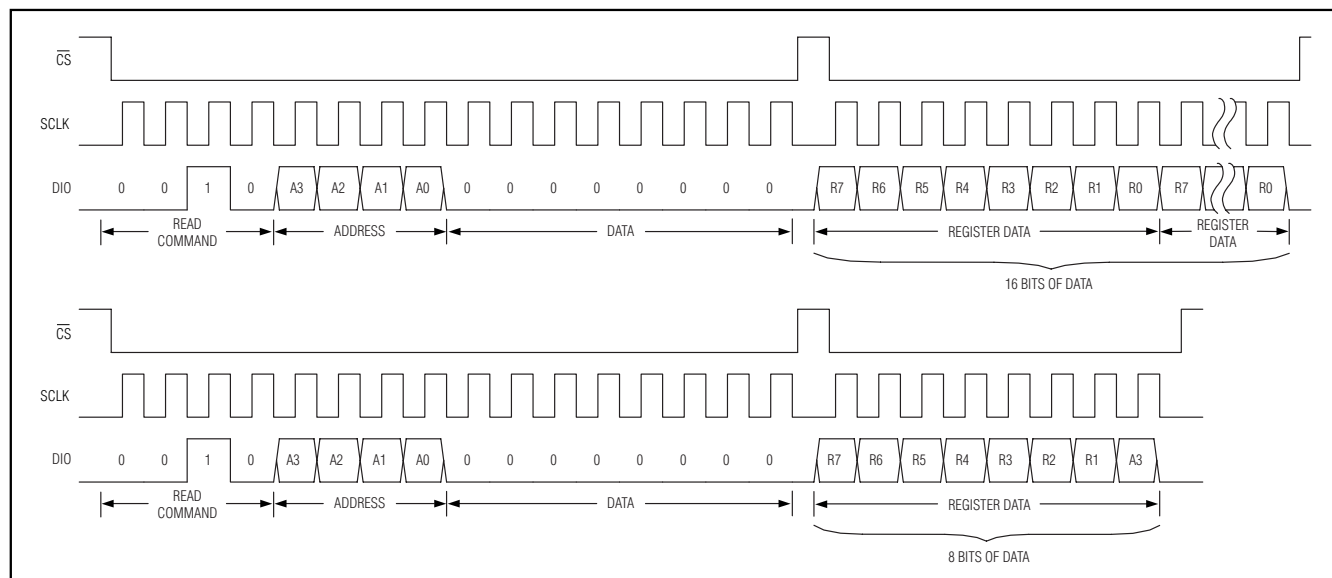 CS
SCLK
DIO 0 0 1 0 A3 A2 A1 A0 0 0 0 0 0 0 0 0 R7 R6 R5 R4 R3 R2 R1 R0 R7 R0
READ COMMAND
ADDRESS
DATA
REGISTER DATA
REGISTER DATA
16 BITS OF DATA
CS
SCLK
DIO 0 0 1 0 A3 A2 A1 A0 0 0 0 0 0 0 0 0 R7 R6 R5 R4 R3 R2 R1 A3
READ COMMAND
ADDRESS
DATA
REGISTER DATA
8 BITS OF DATA